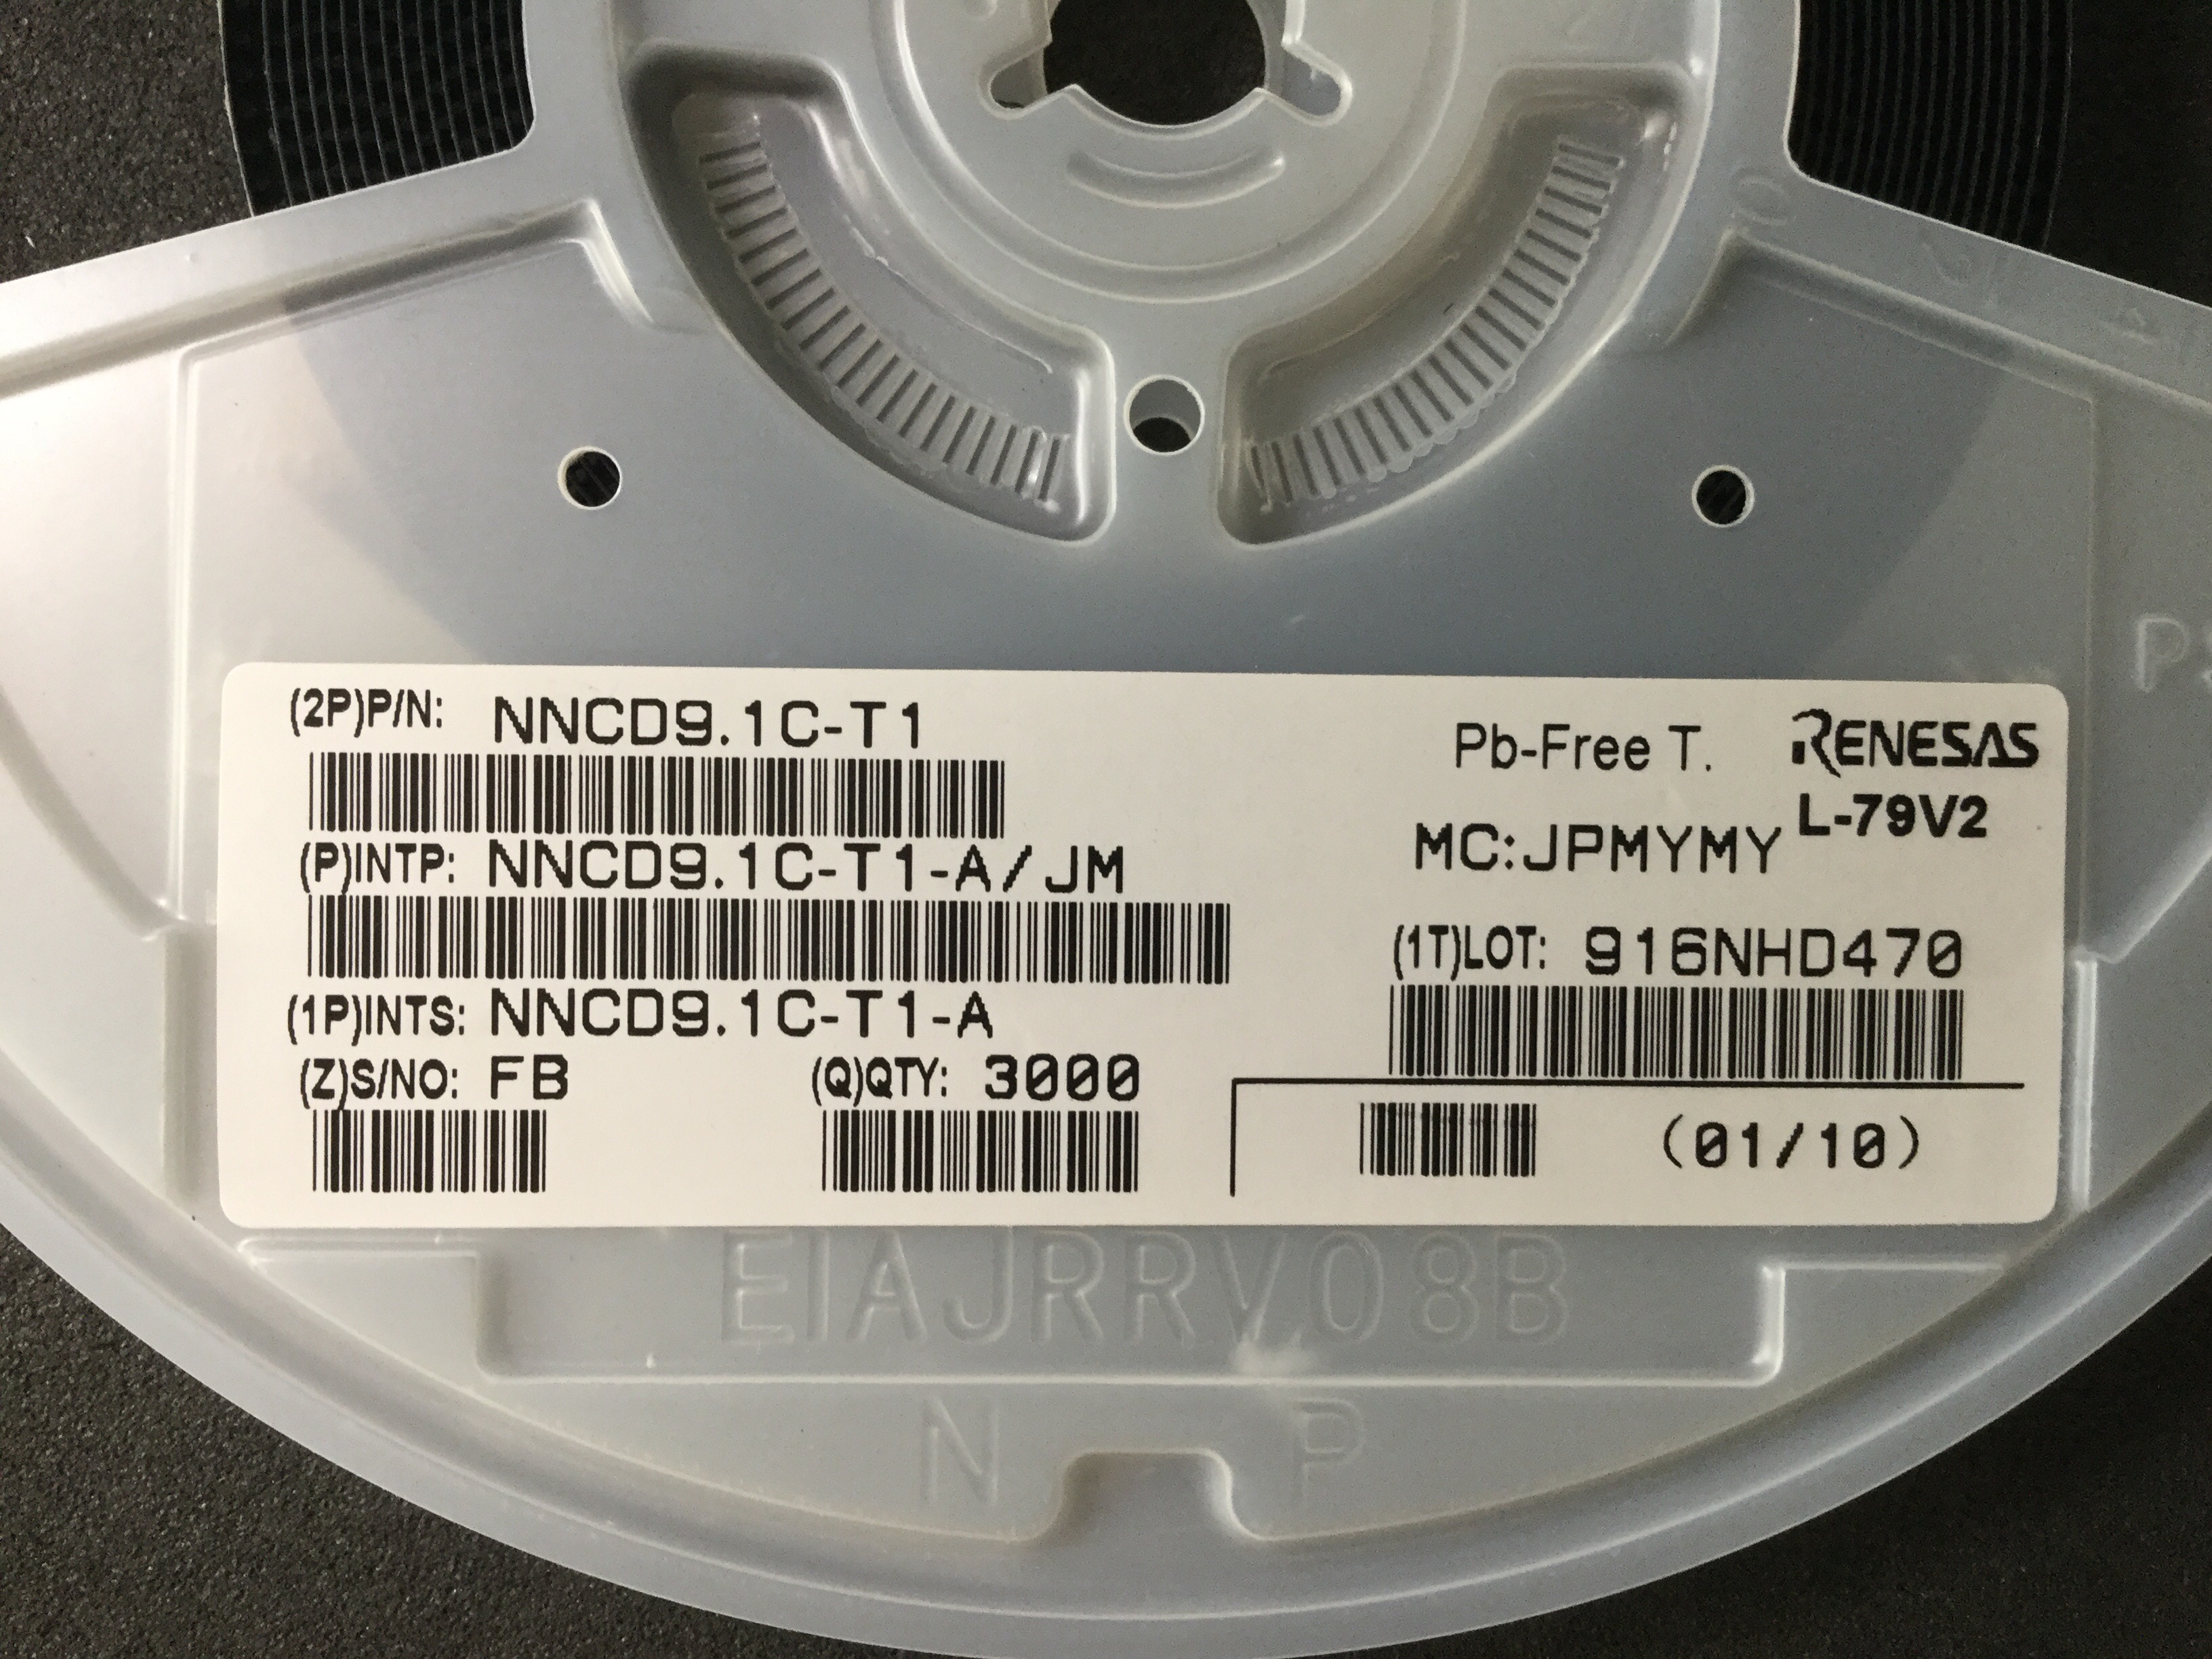 (2P)P/N: NNCD9.1C-T1
(P)INTP: NNCD9.1C-T1-A/JM
(1P)INTS: NNCD9.1C-T1-A
(Z)S/NO: FB (Q)QTY: 3000
Pb-Free T. RENESAS
MC:JPMYMY L-79V2
(1T)LOT: 916NHD470
(01/10)
EIAJRRV08B
N P